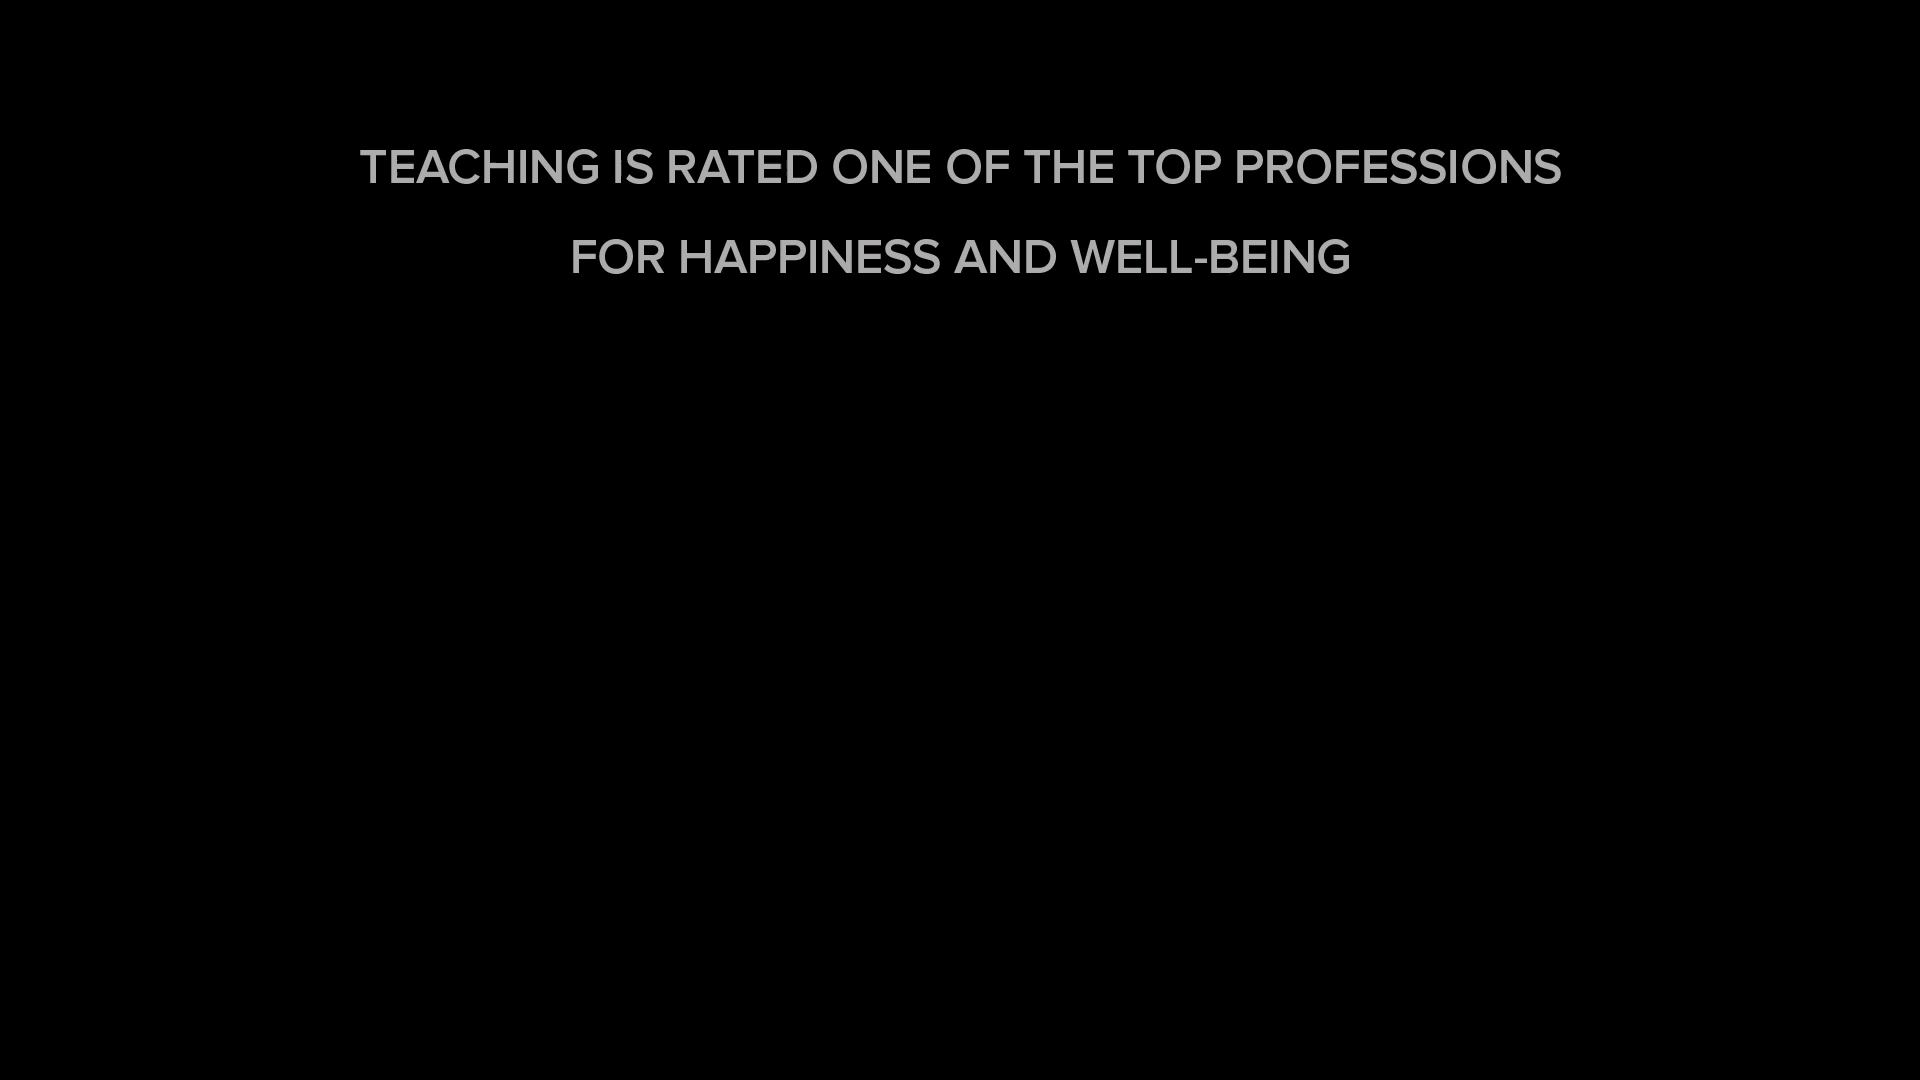 TEACHING IS RATED ONE OF THE TOP PROFESSIONS
FOR HAPPINESS AND WELL-BEING